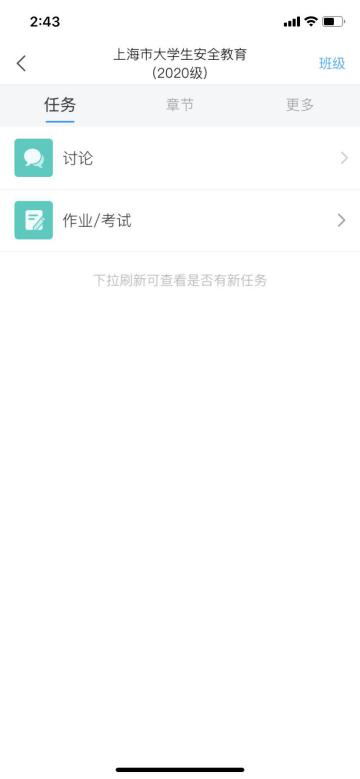 2:43
上海市大学生安全教育
(2020级)
班级
任务
章节
更多
讨论
作业/考试
下拉刷新可查看是否有新任务